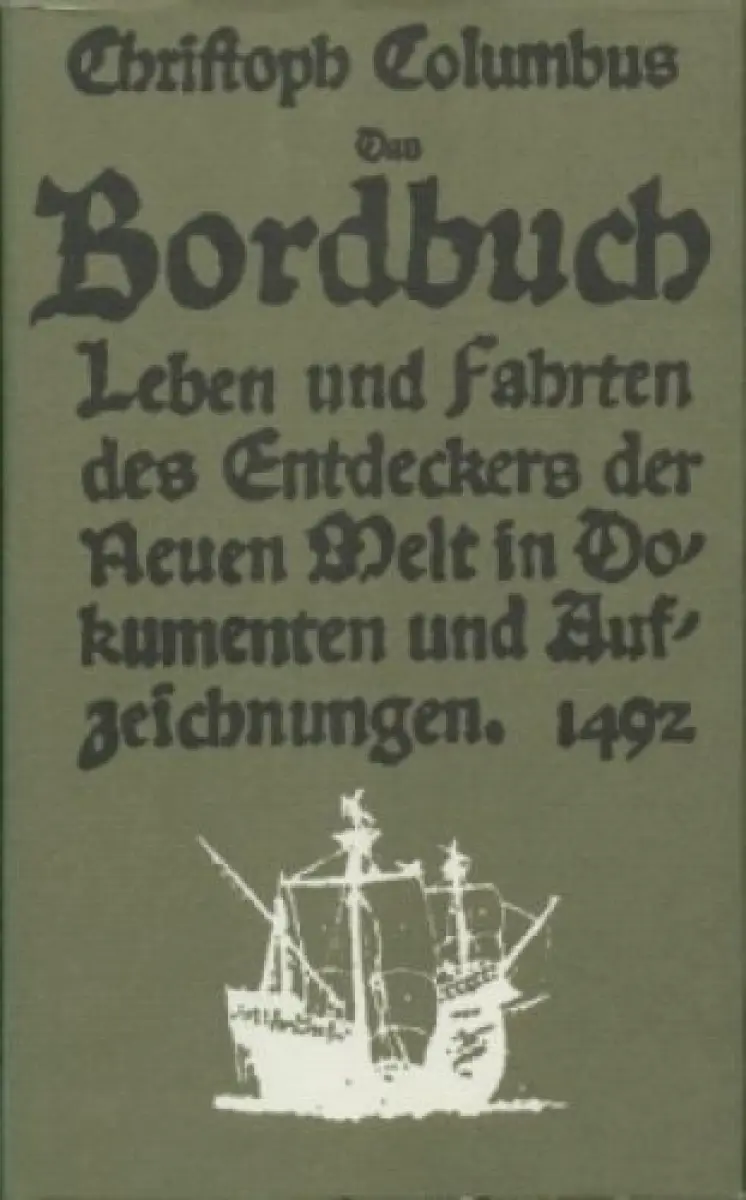 Christoph Columbus
Das
Bordbuch
Leben und Fahrten
des Entdeckers der
Neuen Welt in Do-
kumenten und Auf-
zeichnungen. 1492